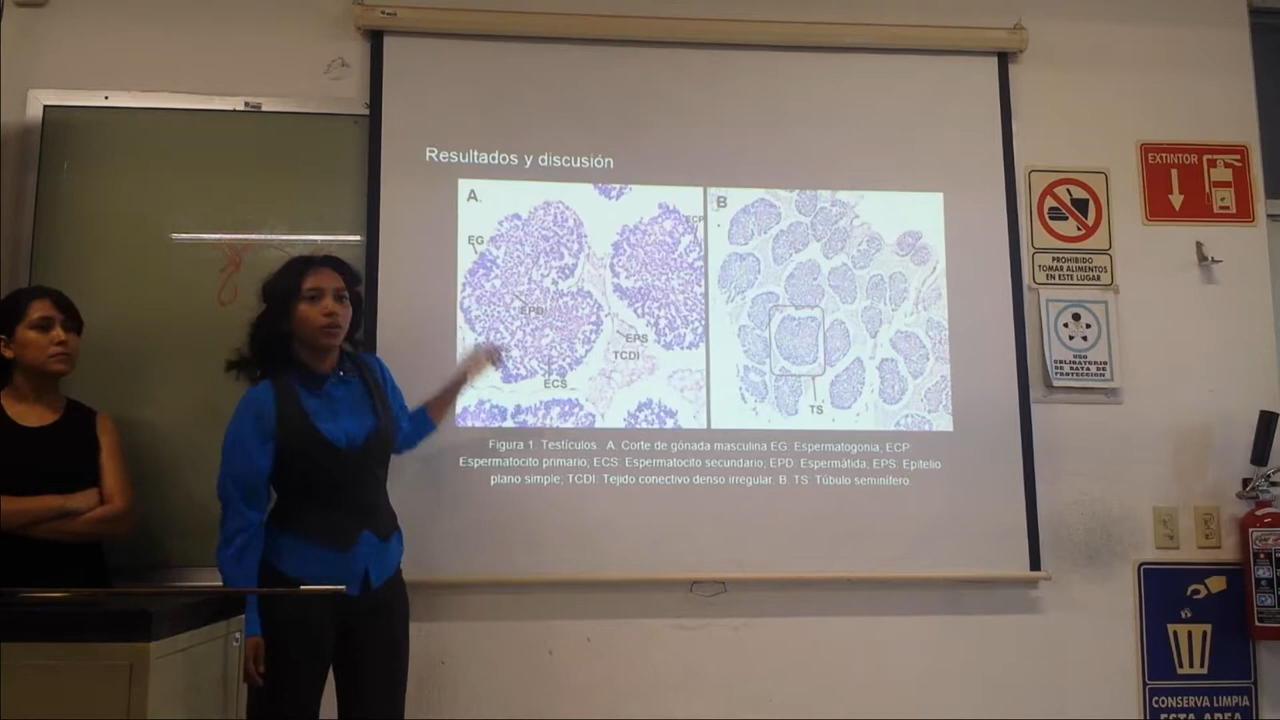 Resultados y discusión
A.
EG
ECP
EPD
EPS
TCDI
ECS
B
TS
Figura 1. Testículos. A. Corte de gónada masculina EG: Espermatogonia, ECP:
Espermatocito primario; ECS: Espermatocito secundario; EPD: Espermátida; EPS: Epitelio
plano simple; TCDI: Tejido conectivo denso irregular. B. TS: Túbulo seminífero.
PROHIBIDO
TOMAR ALIMENTOS
EN ESTE LUGAR
EXTINTOR
USO
OBLIGATORIO
DE BATA DE
PROTECCION
CONSERVA LIMPIA
ESTA AREA